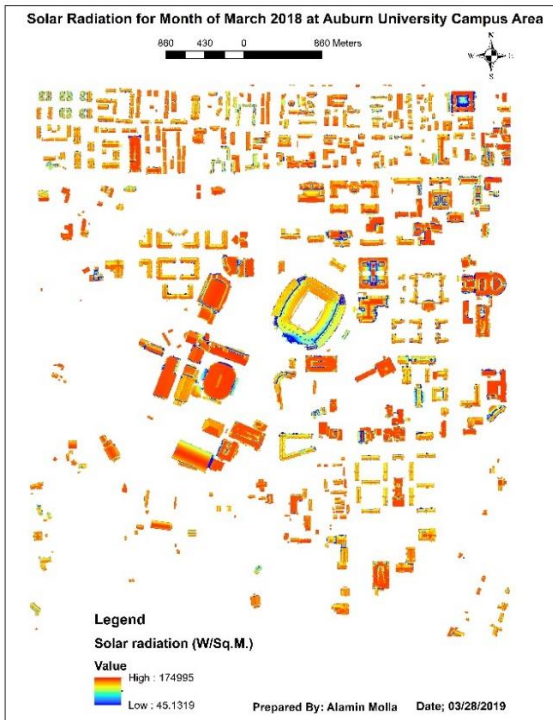 Solar Radiation for Month of March 2018 at Auburn University Campus Area
860 430 0 860 Meters
N
W E
S
Legend
Solar radiation (W/Sq.M.)
Value
High : 174995
Low : 45.1319
Prepared By: Alamin Molla Date; 03/28/2019